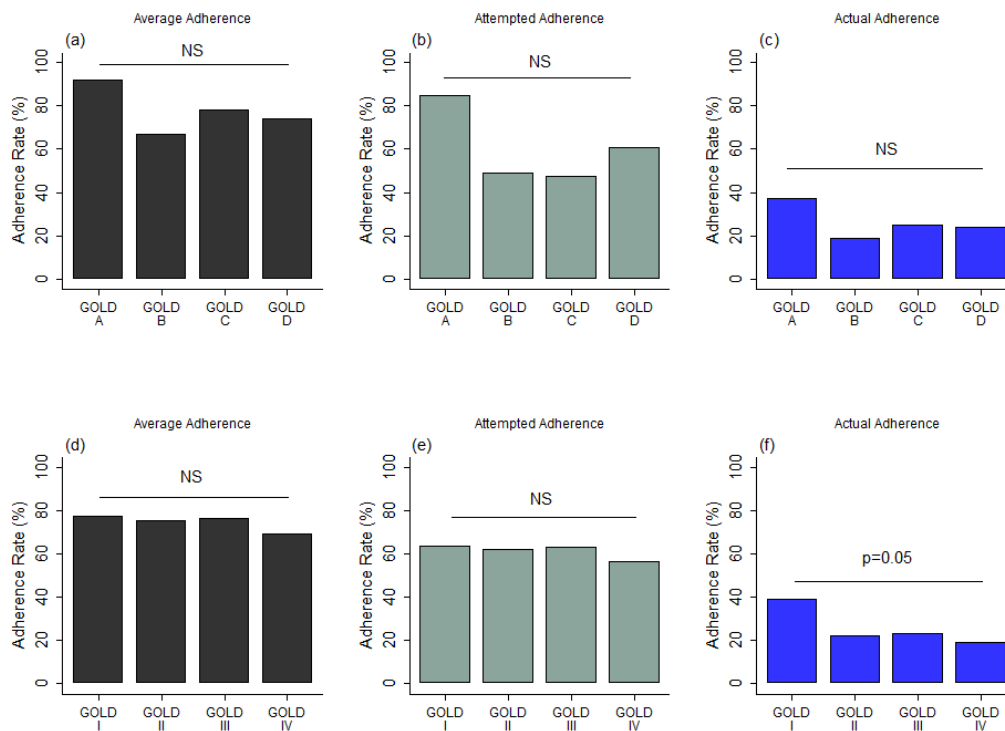 Average Adherence
(a)
NS
Adherence Rate (%)
0
20
40
60
80
100
GOLD
A
GOLD
B
GOLD
C
GOLD
D
Attempted Adherence
(b)
NS
Adherence Rate (%)
0
20
40
60
80
100
GOLD
A
GOLD
B
GOLD
C
GOLD
D
Actual Adherence
(c)
NS
Adherence Rate (%)
0
20
40
60
80
100
GOLD
A
GOLD
B
GOLD
C
GOLD
D
Average Adherence
(d)
NS
Adherence Rate (%)
0
20
40
60
80
100
GOLD
I
GOLD
II
GOLD
III
GOLD
IV
Attempted Adherence
(e)
NS
Adherence Rate (%)
0
20
40
60
80
100
GOLD
I
GOLD
II
GOLD
III
GOLD
IV
Actual Adherence
(f)
p=0.05
Adherence Rate (%)
0
20
40
60
80
100
GOLD
I
GOLD
II
GOLD
III
GOLD
IV